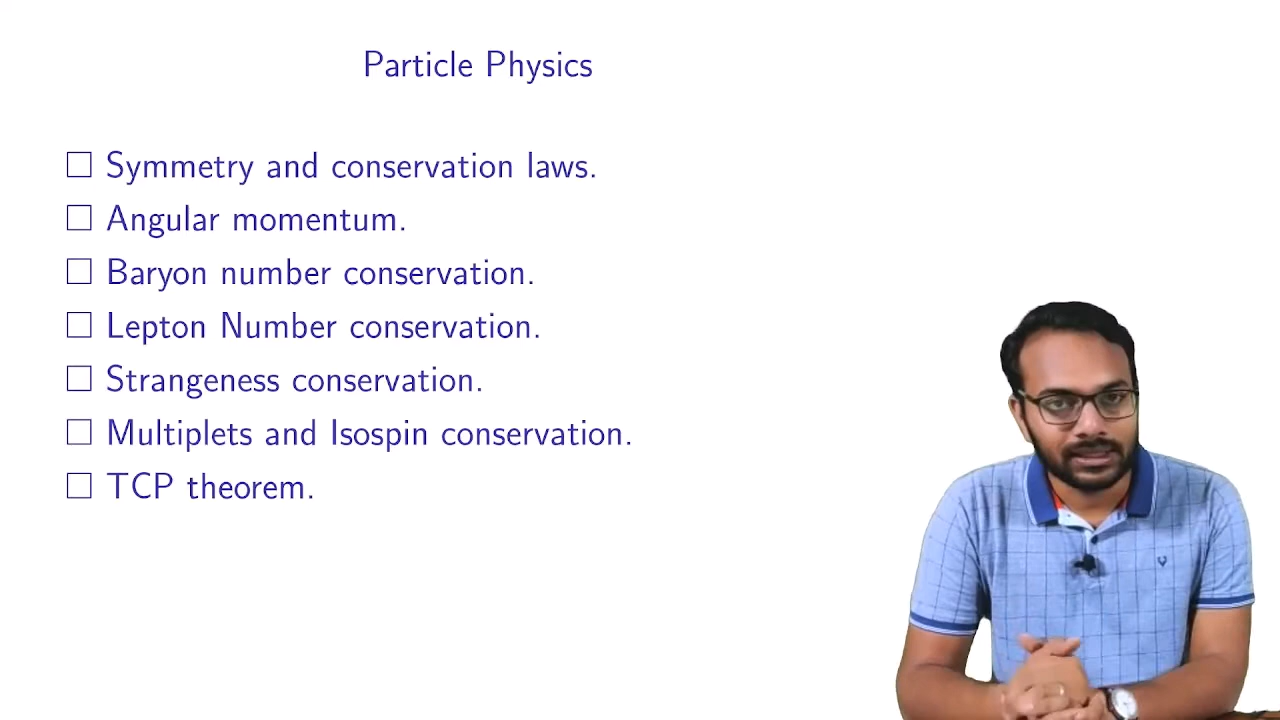 Particle Physics
Symmetry and conservation laws.
Angular momentum.
Baryon number conservation.
Lepton Number conservation.
Strangeness conservation.
Multiplets and Isospin conservation.
TCP theorem.